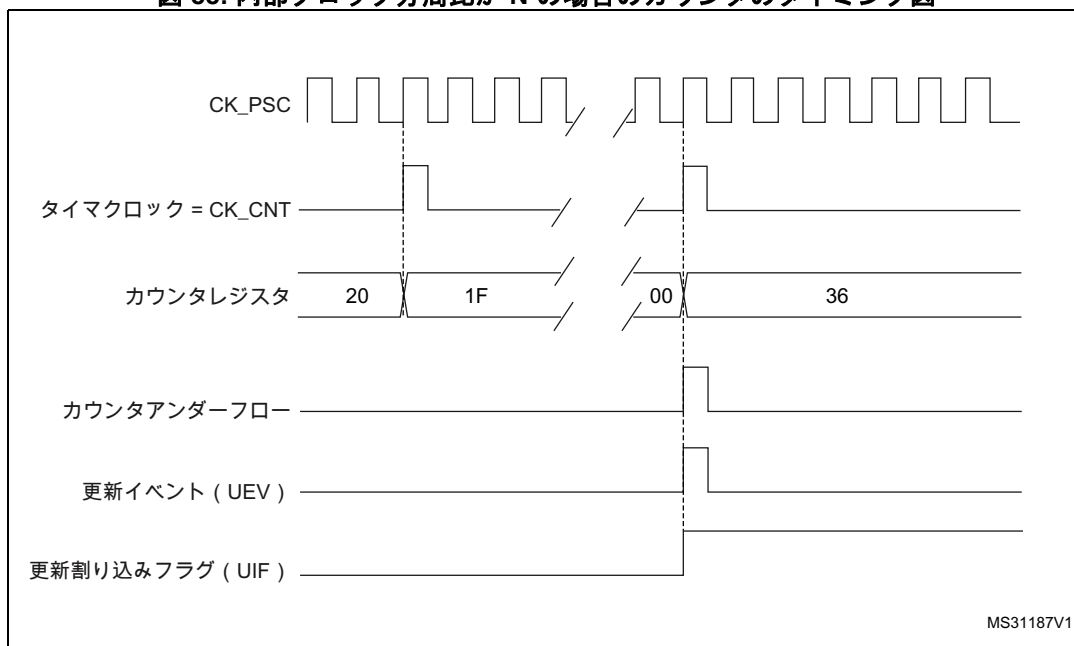 CK_PSC
タイマクロック = CK_CNT
カウンタレジスタ
20
1F
00
36
カウンタアンダーフロー
更新イベント ( UEV )
更新割り込みフラグ ( UIF )
MS31187V1